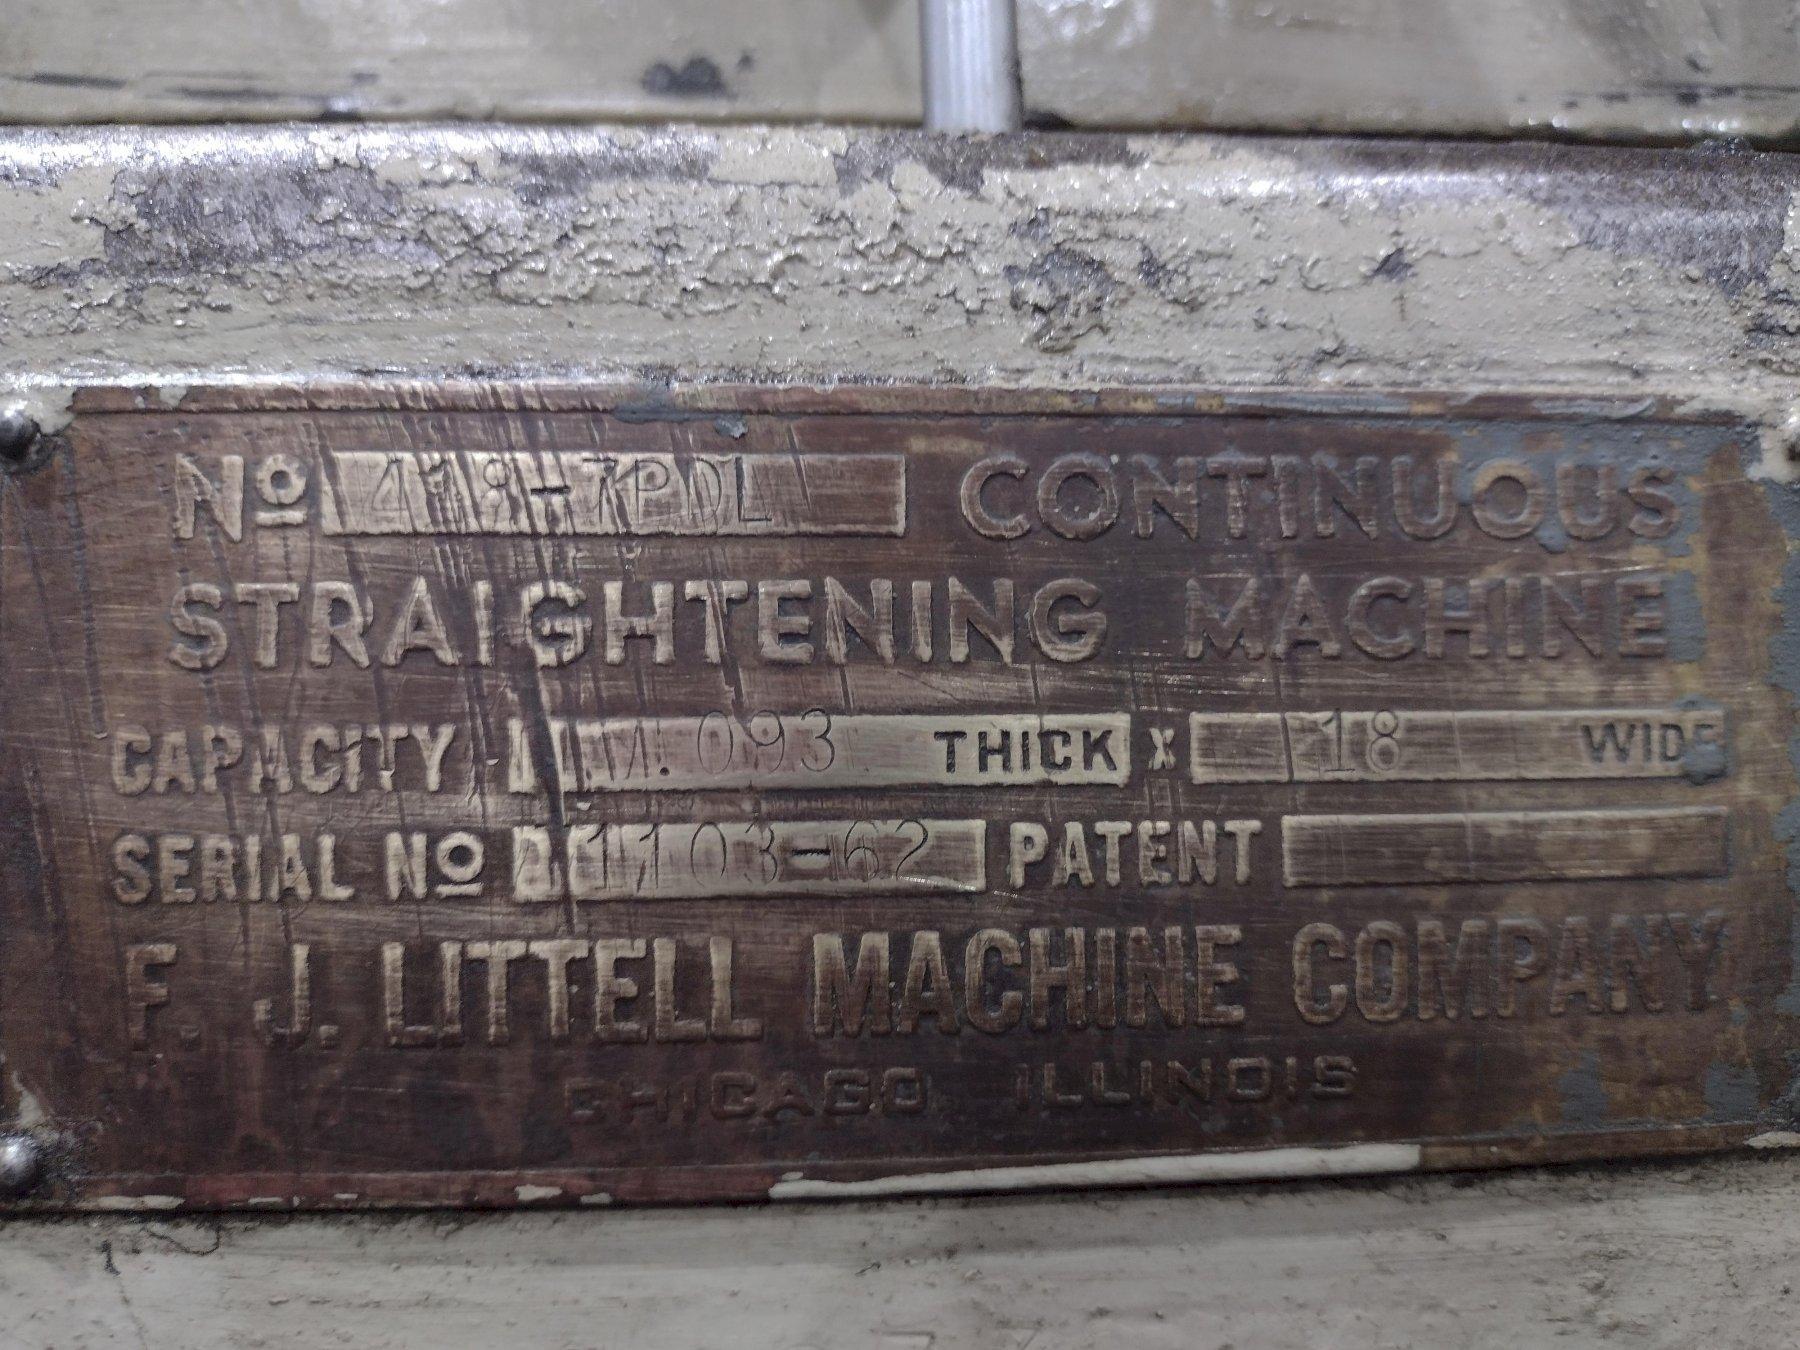 Nº 418-7PDL CONTINUOUS
STRAIGHTENING MACHINE
CAPACITY .093 THICK X 18 WIDE
SERIAL Nº 1103-62 PATENT
F. J. LITTELL MACHINE COMPANY
CHICAGO ILLINOIS